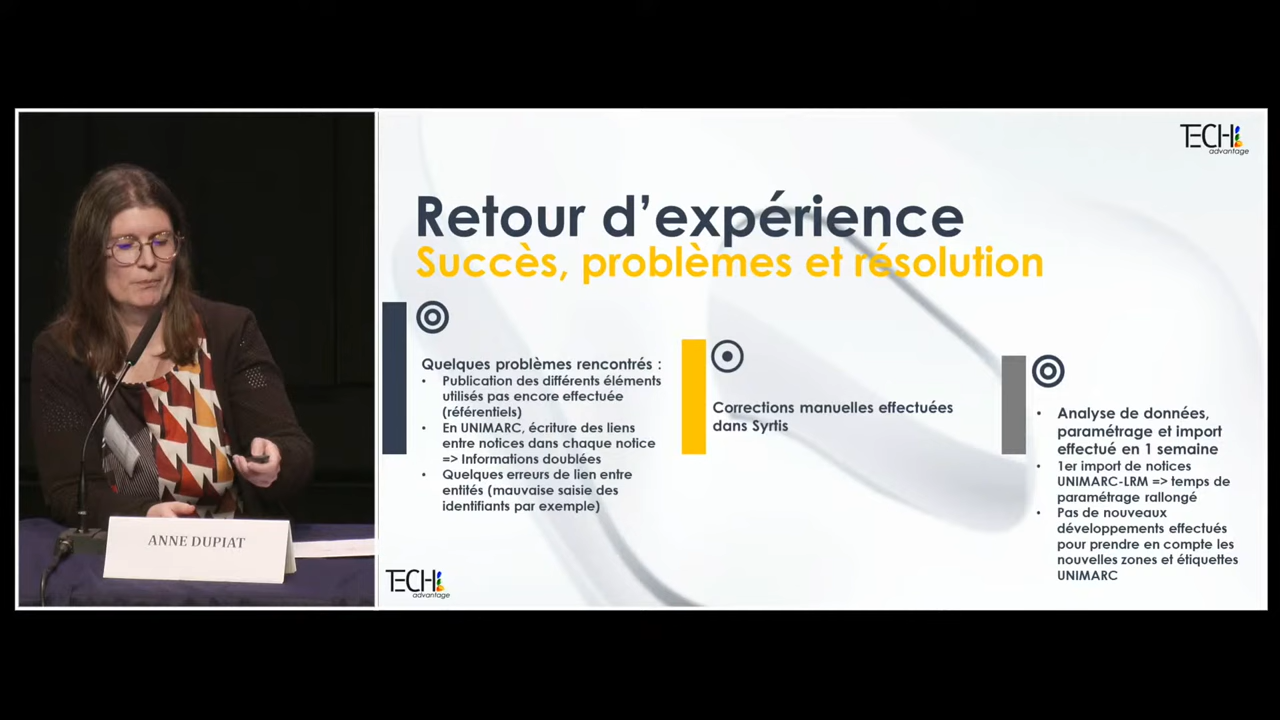 TECH
advantage
Retour d’expérience
Succès, problèmes et résolution
Quelques problèmes rencontrés :
• Publication des différents éléments
utilisés pas encore effectuée
(référentiels)
• En UNIMARC, écriture des liens
entre notices dans chaque notice
=> Informations doublées
• Quelques erreurs de lien entre
entités (mauvaise saisie des
identifiants par exemple)
Corrections manuelles effectuées
dans Syrtis
• Analyse de données,
paramétrage et import
effectué en 1 semaine
• 1er import de notices
UNIMARC-LRM => temps de
paramétrage rallongé
• Pas de nouveaux
développements effectués
pour prendre en compte les
nouvelles zones et étiquettes
UNIMARC
ANNE DUPIAT
TECH
advantage